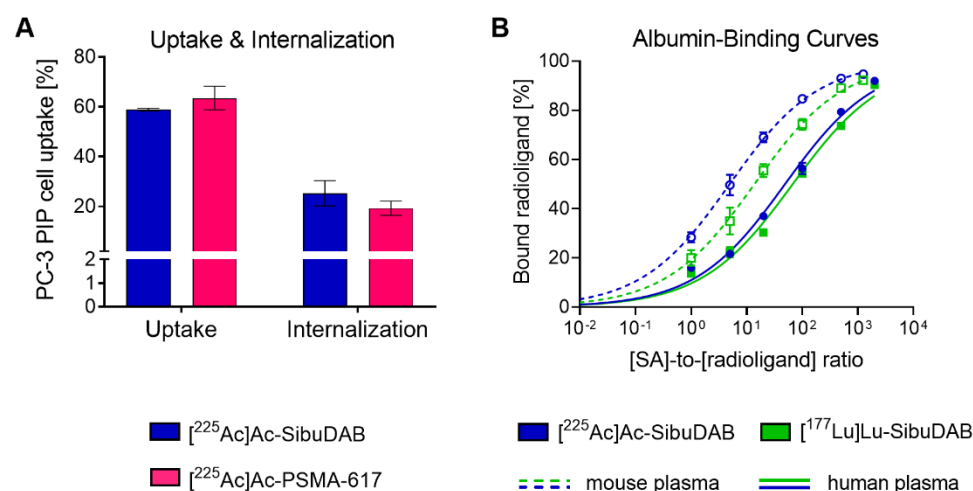 A
Uptake & Internalization
PC-3 PIP cell uptake [%]
80
60
40
20
2
1
0
Uptake
Internalization
[²²⁵Ac]Ac-SibuDAB
[²²⁵Ac]Ac-PSMA-617
B
Albumin-Binding Curves
Bound radioligand [%]
100
80
60
40
20
0
10⁻² 10⁻¹ 10⁰ 10¹ 10² 10³ 10⁴
[SA]-to-[radioligand] ratio
[²²⁵Ac]Ac-SibuDAB [¹⁷⁷Lu]Lu-SibuDAB
mouse plasma human plasma